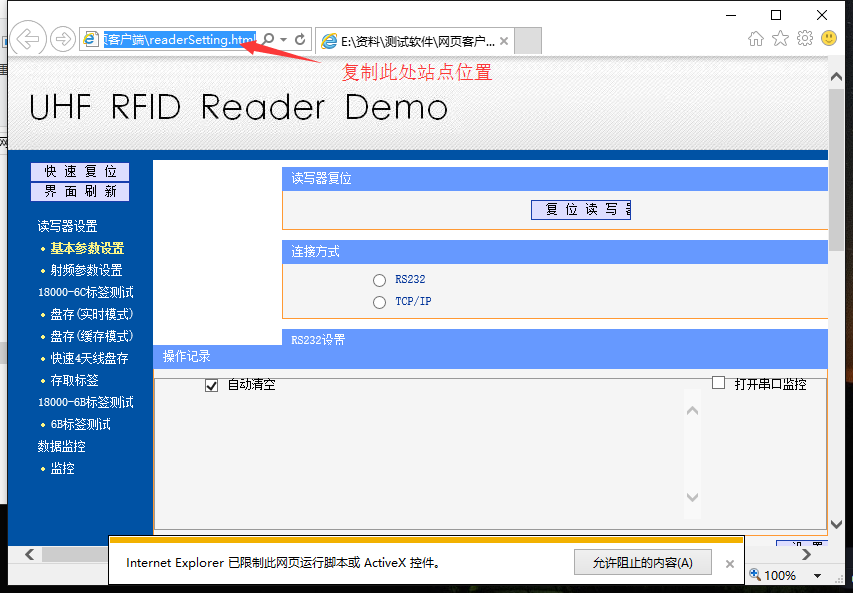 页客户端\readerSetting.html
E:\资料\测试软件\网页客户...
复制此处站点位置
UHF RFID Reader Demo
快 速 复 位
界 面 刷 新
读写器设置
• 基本参数设置
• 射频参数设置
18000-6C标签测试
• 盘存(实时模式)
• 盘存(缓存模式)
• 快速4天线盘存
• 存取标签
18000-6B标签测试
• 6B标签测试
数据监控
• 监控
读写器复位
复 位 读 写
连接方式
RS232
TCP/IP
RS232设置
操作记录
自动清空
打开串口监控
Internet Explorer 已限制此网页运行脚本或 ActiveX 控件。
允许阻止的内容(A)
100%